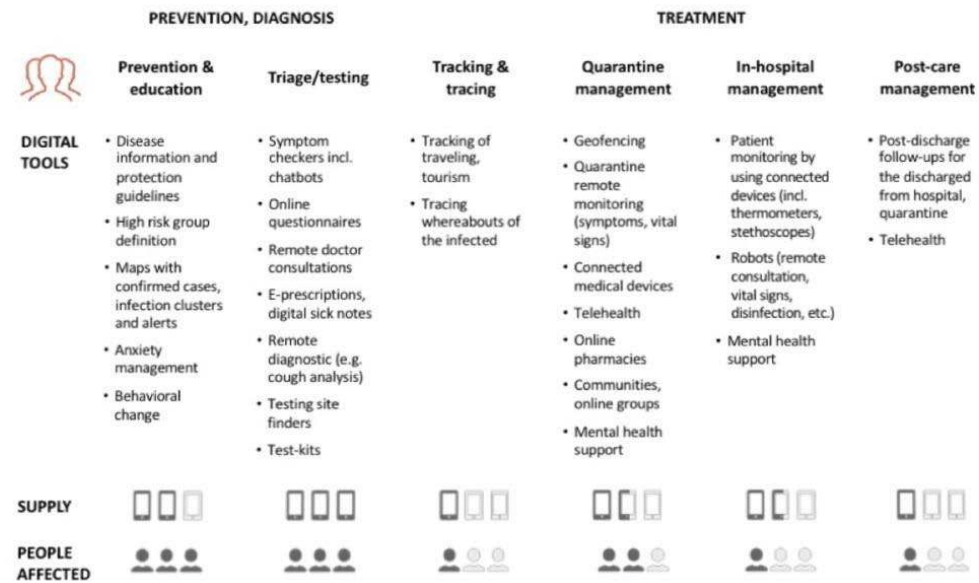 PREVENTION, DIAGNOSIS
TREATMENT
Prevention &
education
Triage/testing
Tracking &
tracing
Quarantine
management
In-hospital
management
Post-care
management
DIGITAL
TOOLS
• Disease
information and
protection
guidelines
• High risk group
definition
• Maps with
confirmed cases,
infection clusters
and alerts
• Anxiety
management
• Behavioral
change
• Symptom
checkers incl.
chatbots
• Online
questionnaires
• Remote doctor
consultations
• E-prescriptions,
digital sick notes
• Remote
diagnostic (e.g.
cough analysis)
• Testing site
finders
• Test-kits
• Tracking of
traveling,
tourism
• Tracing
whereabouts of
the infected
• Geofencing
• Quarantine
remote
monitoring
(symptoms, vital
signs)
• Connected
medical devices
• Telehealth
• Online
pharmacies
• Communities,
online groups
• Mental health
support
• Patient
monitoring by
using connected
devices (incl.
thermometers,
stethoscopes)
• Robots (remote
consultation,
vital signs,
disinfection, etc.)
• Mental health
support
• Post-discharge
follow-ups for
the discharged
from hospital,
quarantine
• Telehealth
SUPPLY
PEOPLE
AFFECTED